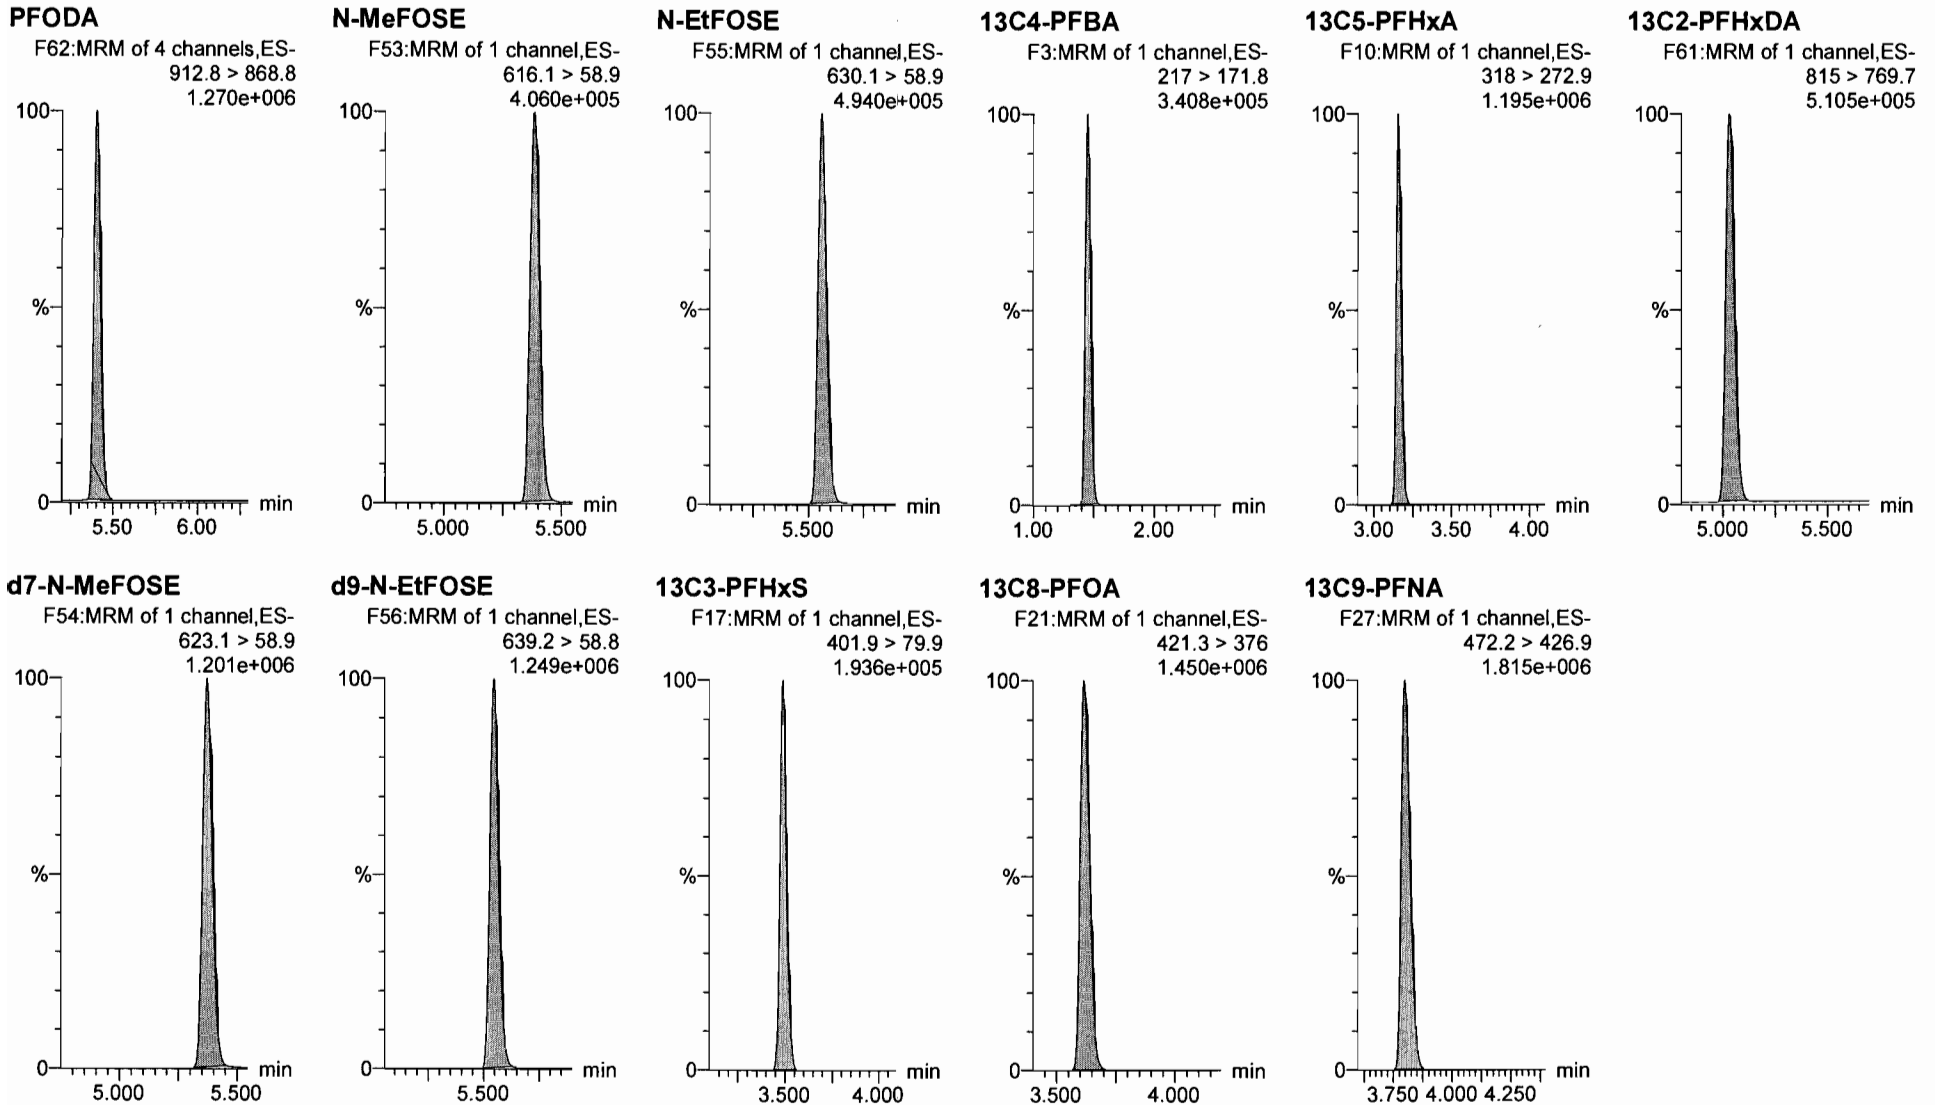 PFODA
F62:MRM of 4 channels,ES-
912.8 > 868.8
1.270e+006
100
%
0
min
5.50 6.00
N-MeFOSE
F53:MRM of 1 channel,ES-
616.1 > 58.9
4.060e+005
100
%
0
min
5.000 5.500
N-EtFOSE
F55:MRM of 1 channel,ES-
630.1 > 58.9
4.940e+005
100
%
0
min
5.500
13C4-PFBA
F3:MRM of 1 channel,ES-
217 > 171.8
3.408e+005
100
%
0
min
1.00 2.00
13C5-PFHxA
F10:MRM of 1 channel,ES-
318 > 272.9
1.195e+006
100
%
0
min
3.00 3.50 4.00
13C2-PFHxDA
F61:MRM of 1 channel,ES-
815 > 769.7
5.105e+005
100
%
0
min
5.000 5.500
d7-N-MeFOSE
F54:MRM of 1 channel,ES-
623.1 > 58.9
1.201e+006
100
%
0
min
5.000 5.500
d9-N-EtFOSE
F56:MRM of 1 channel,ES-
639.2 > 58.8
1.249e+006
100
%
0
min
5.500
13C3-PFHxS
F17:MRM of 1 channel,ES-
401.9 > 79.9
1.936e+005
100
%
0
min
3.500 4.000
13C8-PFOA
F21:MRM of 1 channel,ES-
421.3 > 376
1.450e+006
100
%
0
min
3.500 4.000
13C9-PFNA
F27:MRM of 1 channel,ES-
472.2 > 426.9
1.815e+006
100
%
0
min
3.750 4.000 4.250